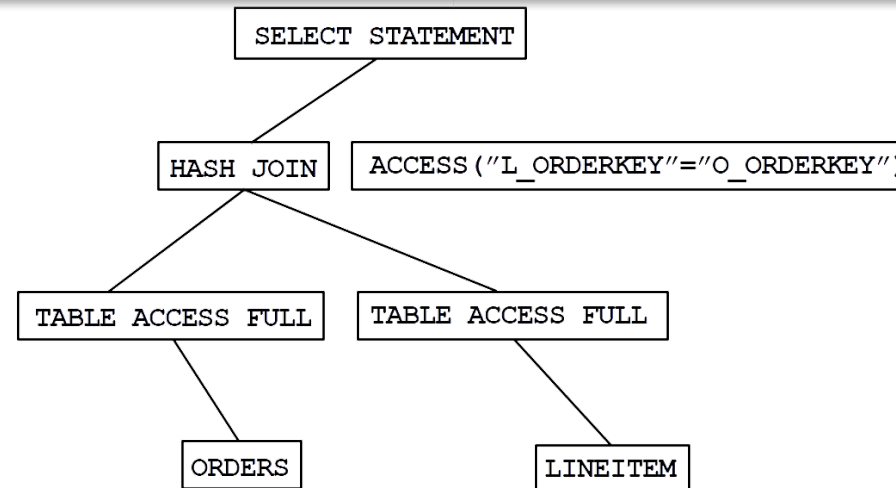 SELECT STATEMENT
HASH JOIN
ACCESS("L_ORDERKEY"="O_ORDERKEY")
TABLE ACCESS FULL
TABLE ACCESS FULL
ORDERS
LINEITEM